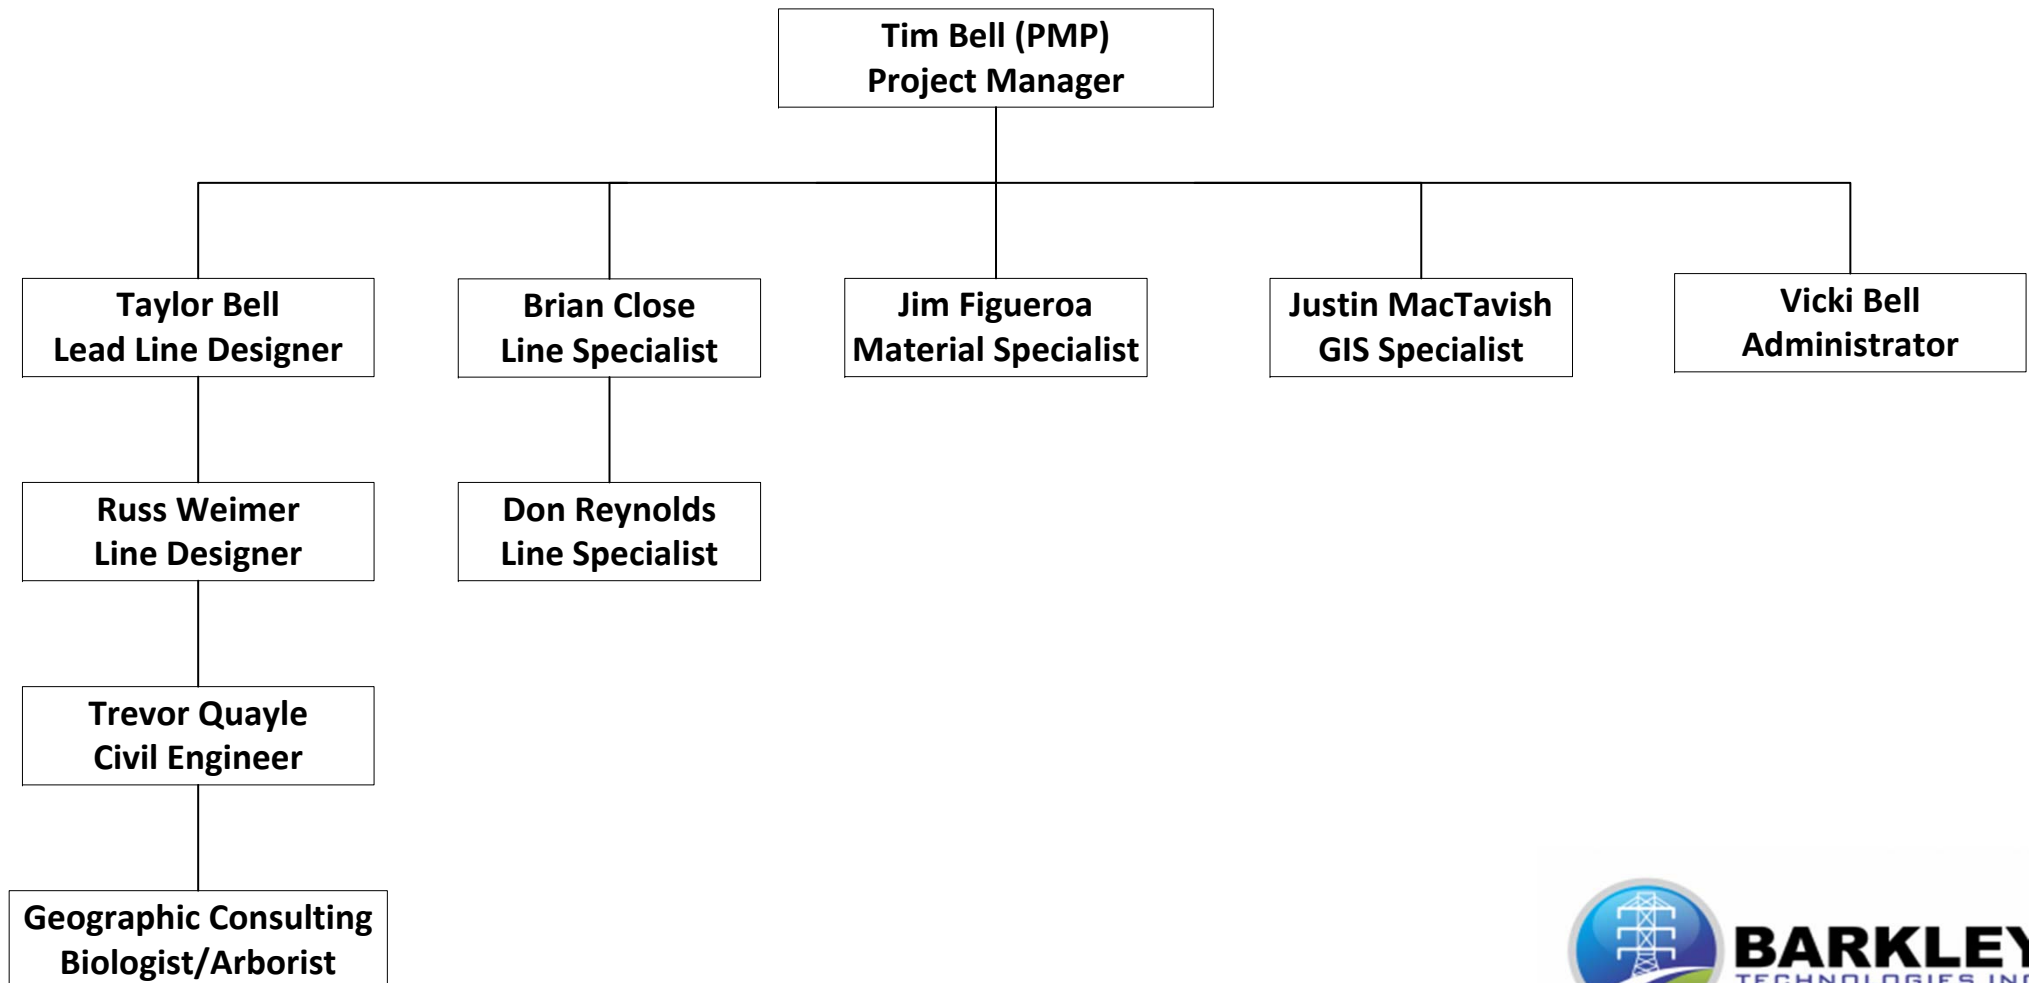 Tim Bell (PMP)
Project Manager
Taylor Bell
Lead Line Designer
Brian Close
Line Specialist
Jim Figueroa
Material Specialist
Justin MacTavish
GIS Specialist
Vicki Bell
Administrator
Russ Weimer
Line Designer
Don Reynolds
Line Specialist
Trevor Quayle
Civil Engineer
Geographic Consulting
Biologist/Arborist
BARKLEY
TECHNOLOGIES INC